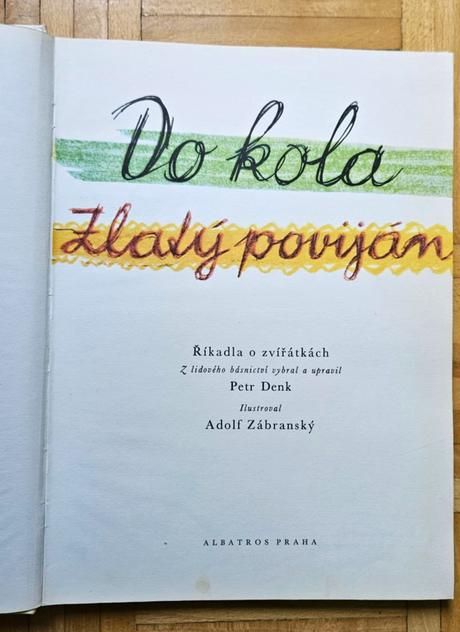 Do kola
Zlatý povijan
Říkadla o zvířátkách
Z lidového básnictví vybral a upravil
Petr Denk
Ilustroval
Adolf Zábranský
ALBATROS PRAHA